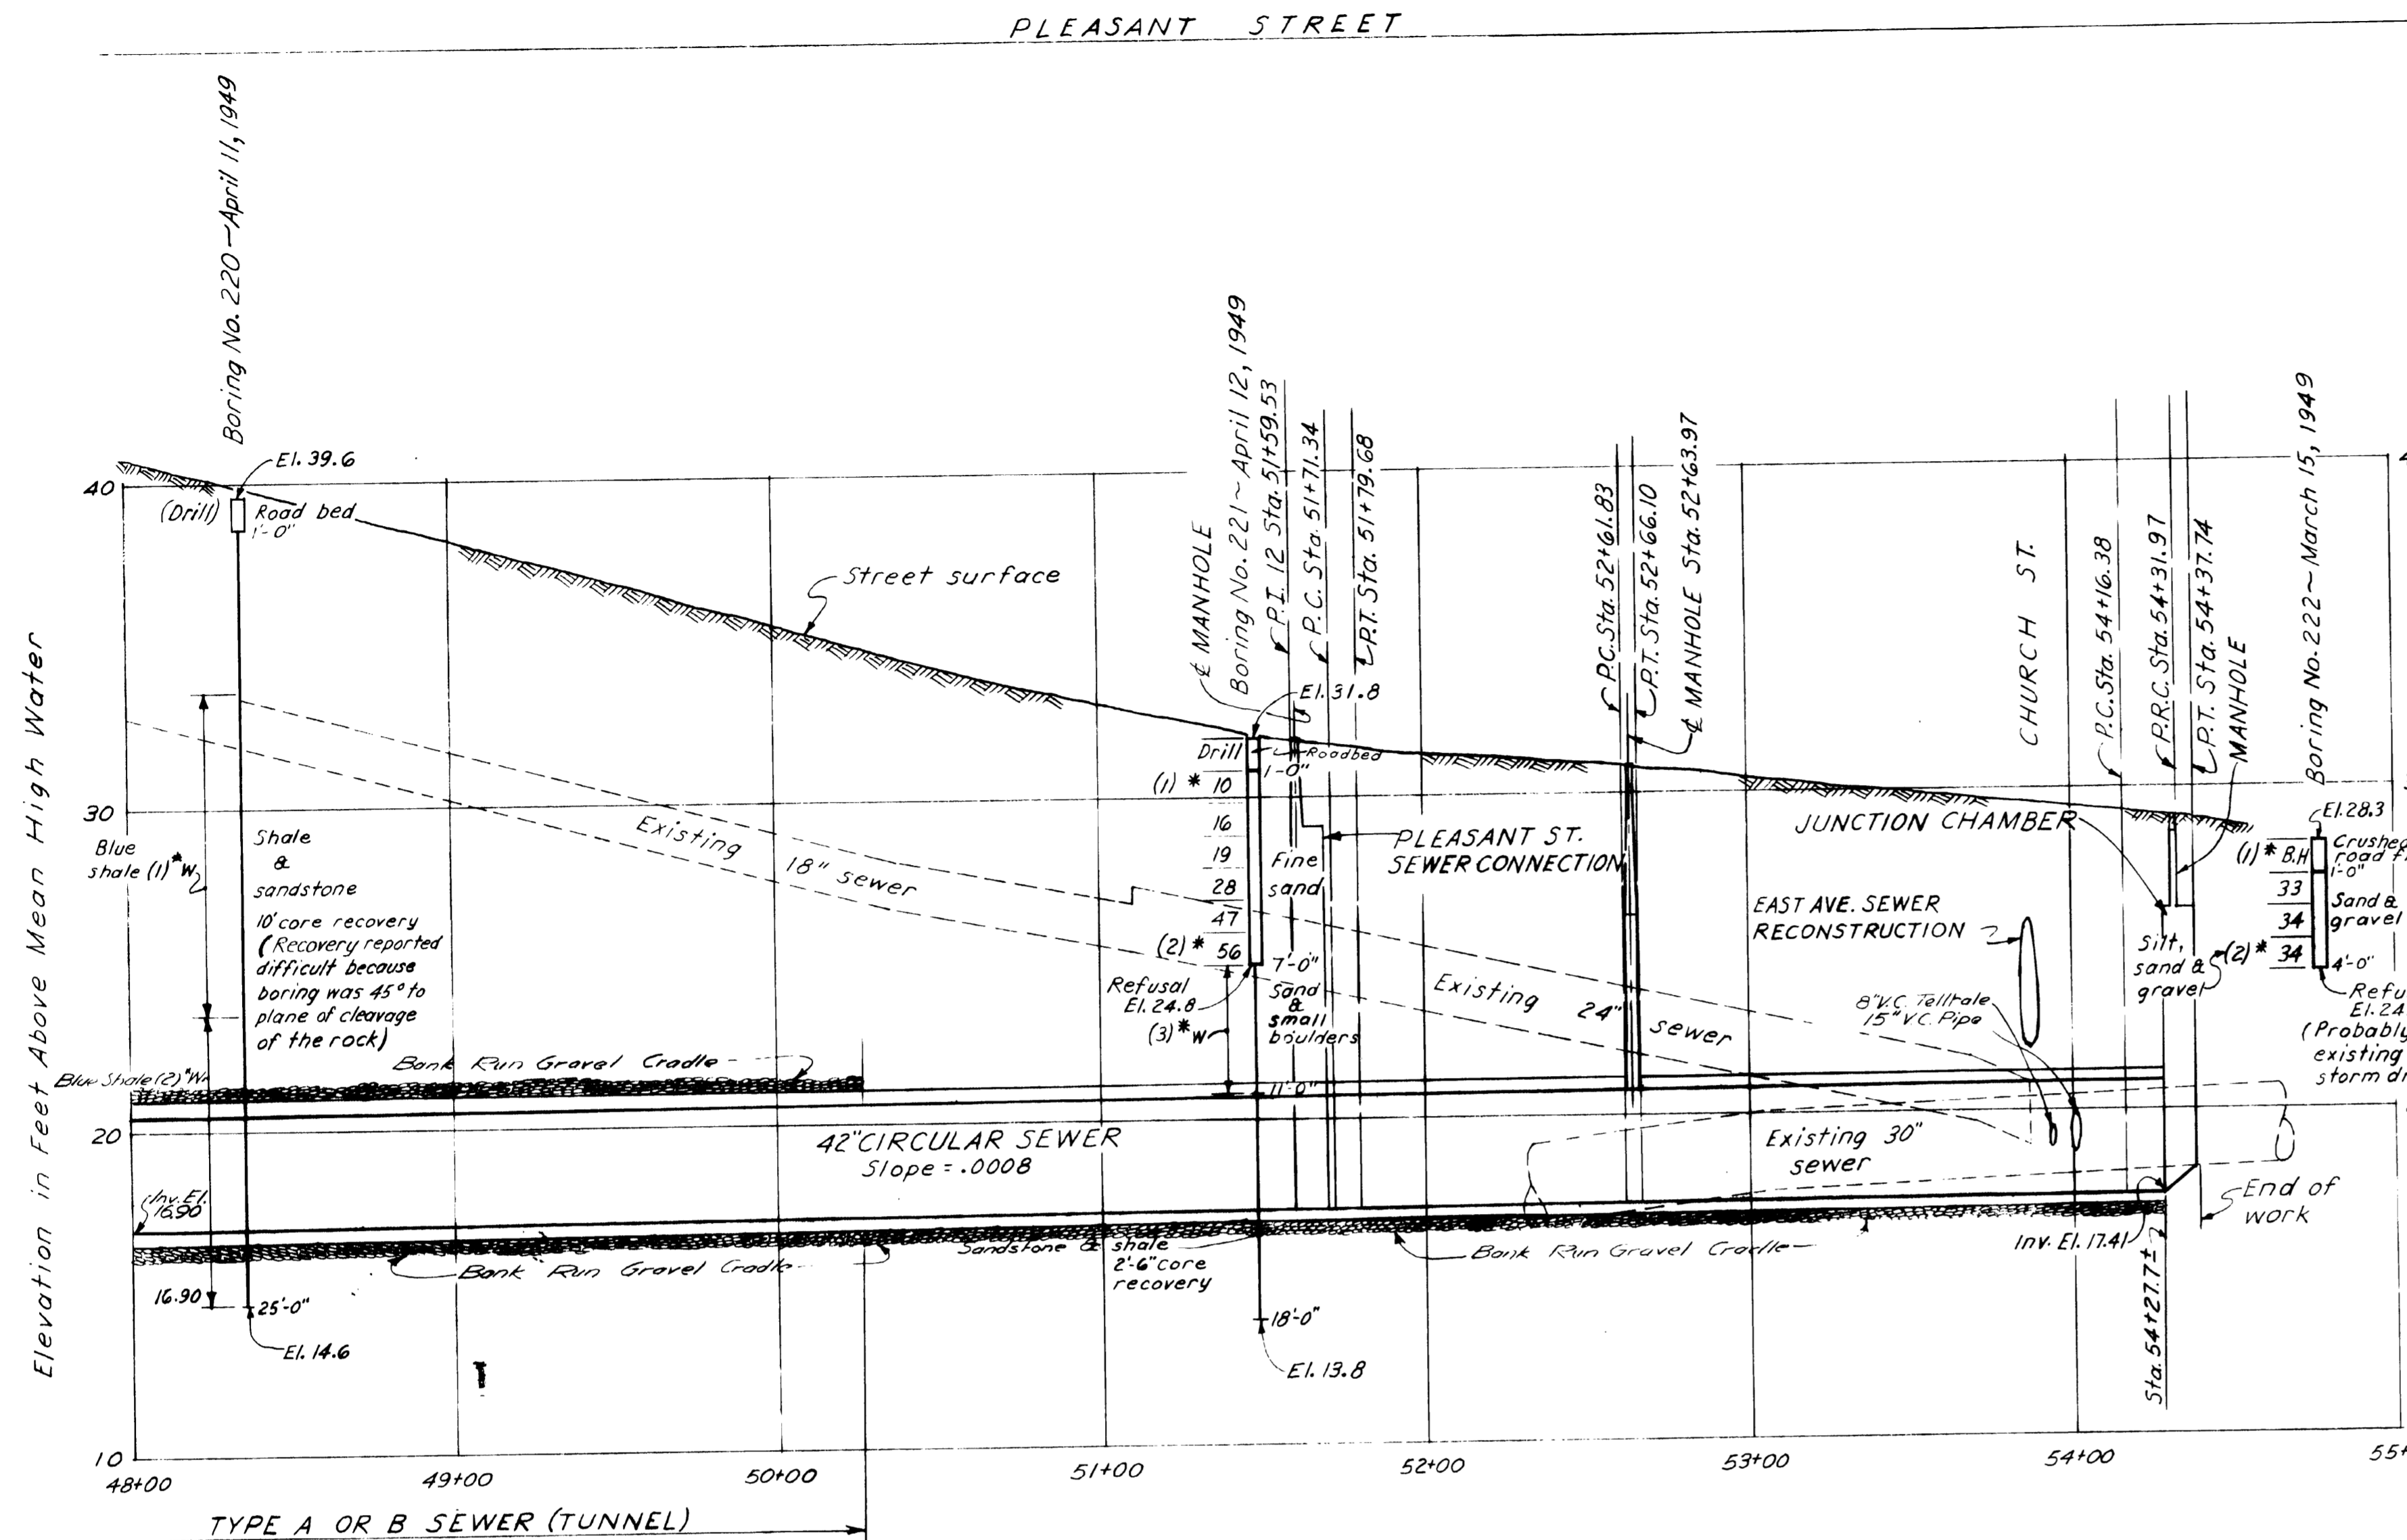 PLEASANT STREET
Boring No. 220~April 11, 1949
El. 39.6
(Drill)
Road bed
1'-0"
Street surface
Boring No. 221~April 12, 1949
℄ MANHOLE
P.I. 12 Sta. 51+59.53
P.C. Sta. 51+71.34
P.T. Sta. 51+79.68
P.C. Sta. 52+61.83
P.T. Sta. 52+66.10
℄ MANHOLE Sta. 52+63.97
CHURCH ST.
P.C. Sta. 54+16.38
P.R.C. Sta. 54+31.97
P.T. Sta. 54+37.74
MANHOLE
Boring No. 222~March 15, 1949
Elevation in Feet Above Mean High Water
40
30
20
10
Blue
shale (1)*W
Shale
&
sandstone
10' core recovery
(Recovery reported
difficult because
boring was 45° to
plane of cleavage
of the rock)
Blue Shale (2)*W
Bank Run Gravel Cradle
Existing 18" sewer
El. 31.8
Drill
Roadbed
1'-0"
(1)* 10
16
19
28
47
(2)* 56
Fine
sand
7'-0"
Refusal
El. 24.8
(3)*W
Sand
&
small
boulders
11'-0"
PLEASANT ST.
SEWER CONNECTION
Existing 24" sewer
JUNCTION CHAMBER
EAST AVE. SEWER
RECONSTRUCTION
8" V.C. Telltale
15" V.C. Pipe
El. 28.3
(1)* B.H
33
34
(2)* 34
Crushed
1'-0"
Sand &
gravel
4'-0"
Silt,
sand &
gravel
(Probably
existing
42" CIRCULAR SEWER
Slope = .0008
Existing 30"
sewer
Inv. El.
16.90
End of
work
Inv. El. 17.41
Sta. 54+27.7±
Bank Run Gravel Cradle
Sandstone & shale
2'-6" core
recovery
Bank Run Gravel Cradle
16.90
25'-0"
El. 14.6
18'-0"
El. 13.8
48+00
49+00
50+00
51+00
52+00
53+00
54+00
TYPE A OR B SEWER (TUNNEL)